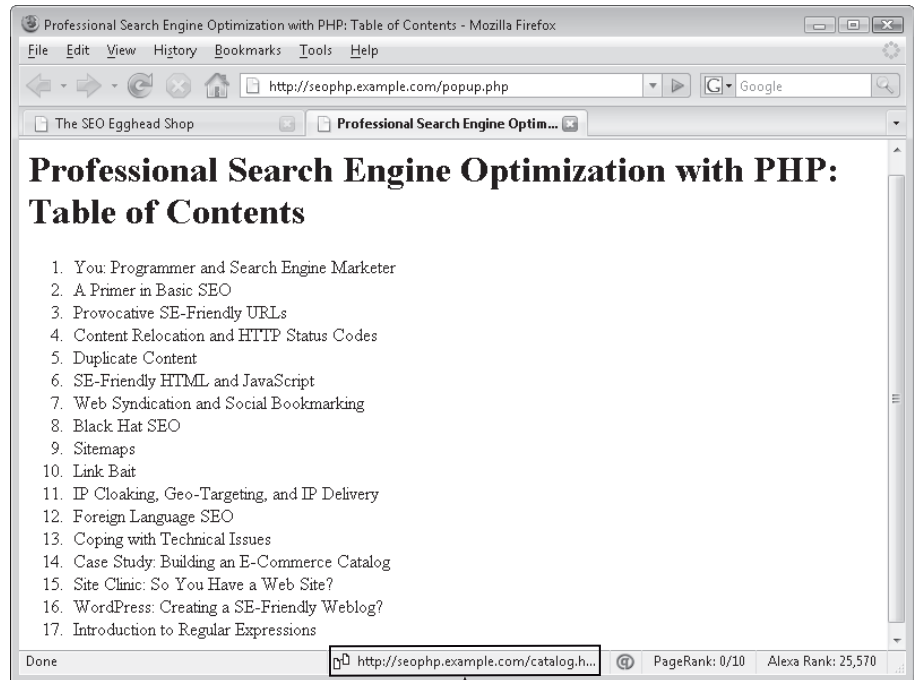 Professional Search Engine Optimization with PHP: Table of Contents - Mozilla Firefox
File Edit View History Bookmarks Tools Help
http://seophp.example.com/popup.php
G Google
The SEO Egghead Shop
Professional Search Engine Optim...
Professional Search Engine Optimization with PHP:
Table of Contents
1. You: Programmer and Search Engine Marketer
2. A Primer in Basic SEO
3. Provocative SE-Friendly URLs
4. Content Relocation and HTTP Status Codes
5. Duplicate Content
6. SE-Friendly HTML and JavaScript
7. Web Syndication and Social Bookmarking
8. Black Hat SEO
9. Sitemaps
10. Link Bait
11. IP Cloaking, Geo-Targeting, and IP Delivery
12. Foreign Language SEO
13. Coping with Technical Issues
14. Case Study: Building an E-Commerce Catalog
15. Site Clinic: So You Have a Web Site?
16. WordPress: Creating a SE-Friendly Weblog?
17. Introduction to Regular Expressions
Done http://seophp.example.com/catalog.h... @ PageRank: 0/10 Alexa Rank: 25,570